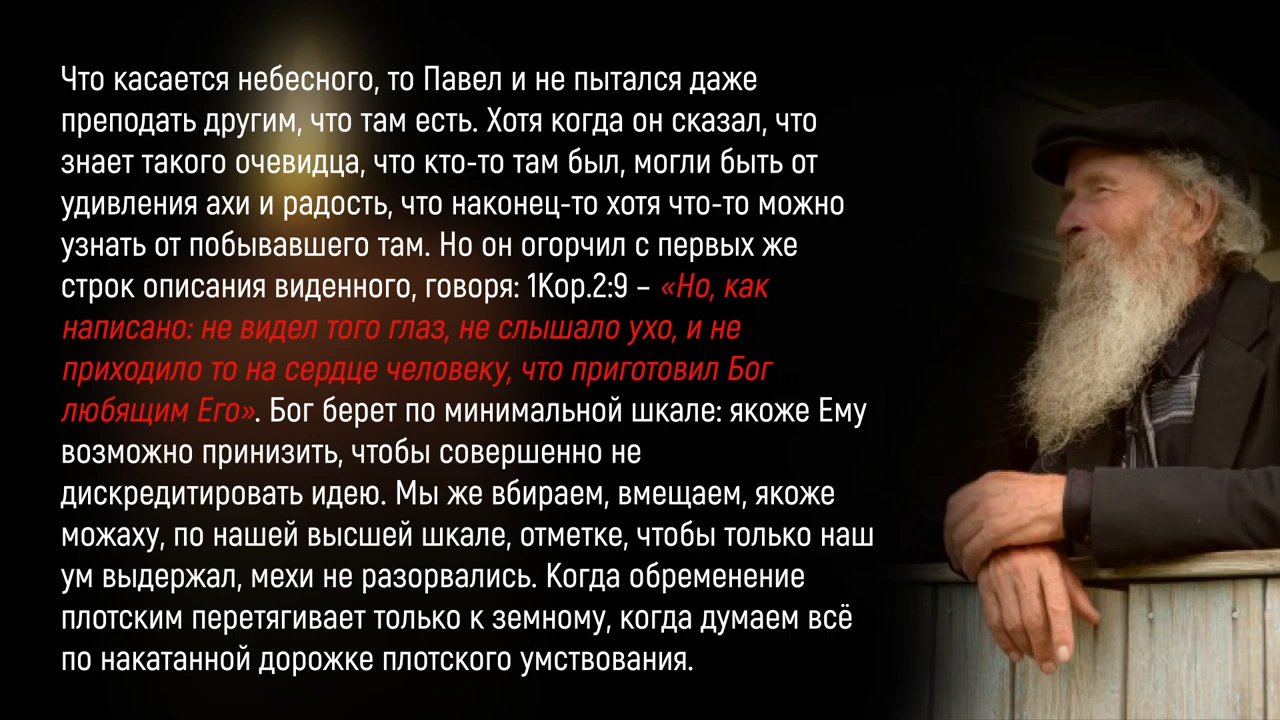 Что касается небесного, то Павел и не пытался даже
преподать другим, что там есть. Хотя когда он сказал, что
знает такого очевидца, что кто-то там был, могли быть от
удивления ахи и радость, что наконец-то хотя что-то можно
узнать от побывавшего там. Но он огорчил с первых же
строк описания виденного, говоря: 1Кор.2:9 – «Но, как
написано: не видел того глаз, не слышало ухо, и не
приходило то на сердце человеку, что приготовил Бог
любящим Его». Бог берет по минимальной шкале: якоже Ему
возможно принизить, чтобы совершенно не
дискредитировать идею. Мы же вбираем, вмещаем, якоже
можаху, по нашей высшей шкале, отметке, чтобы только наш
ум выдержал, мехи не разорвались. Когда обременение
плотским перетягивает только к земному, когда думаем всё
по накатанной дорожке плотского умствования.